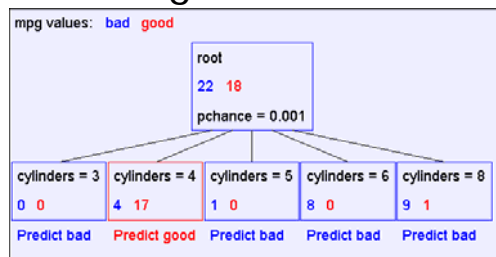 mpg values: bad good
root
22 18
pchance = 0.001
cylinders = 3 cylinders = 4 cylinders = 5 cylinders = 6 cylinders = 8
0 0 4 17 1 0 8 0 9 1
Predict bad Predict good Predict bad Predict bad Predict bad